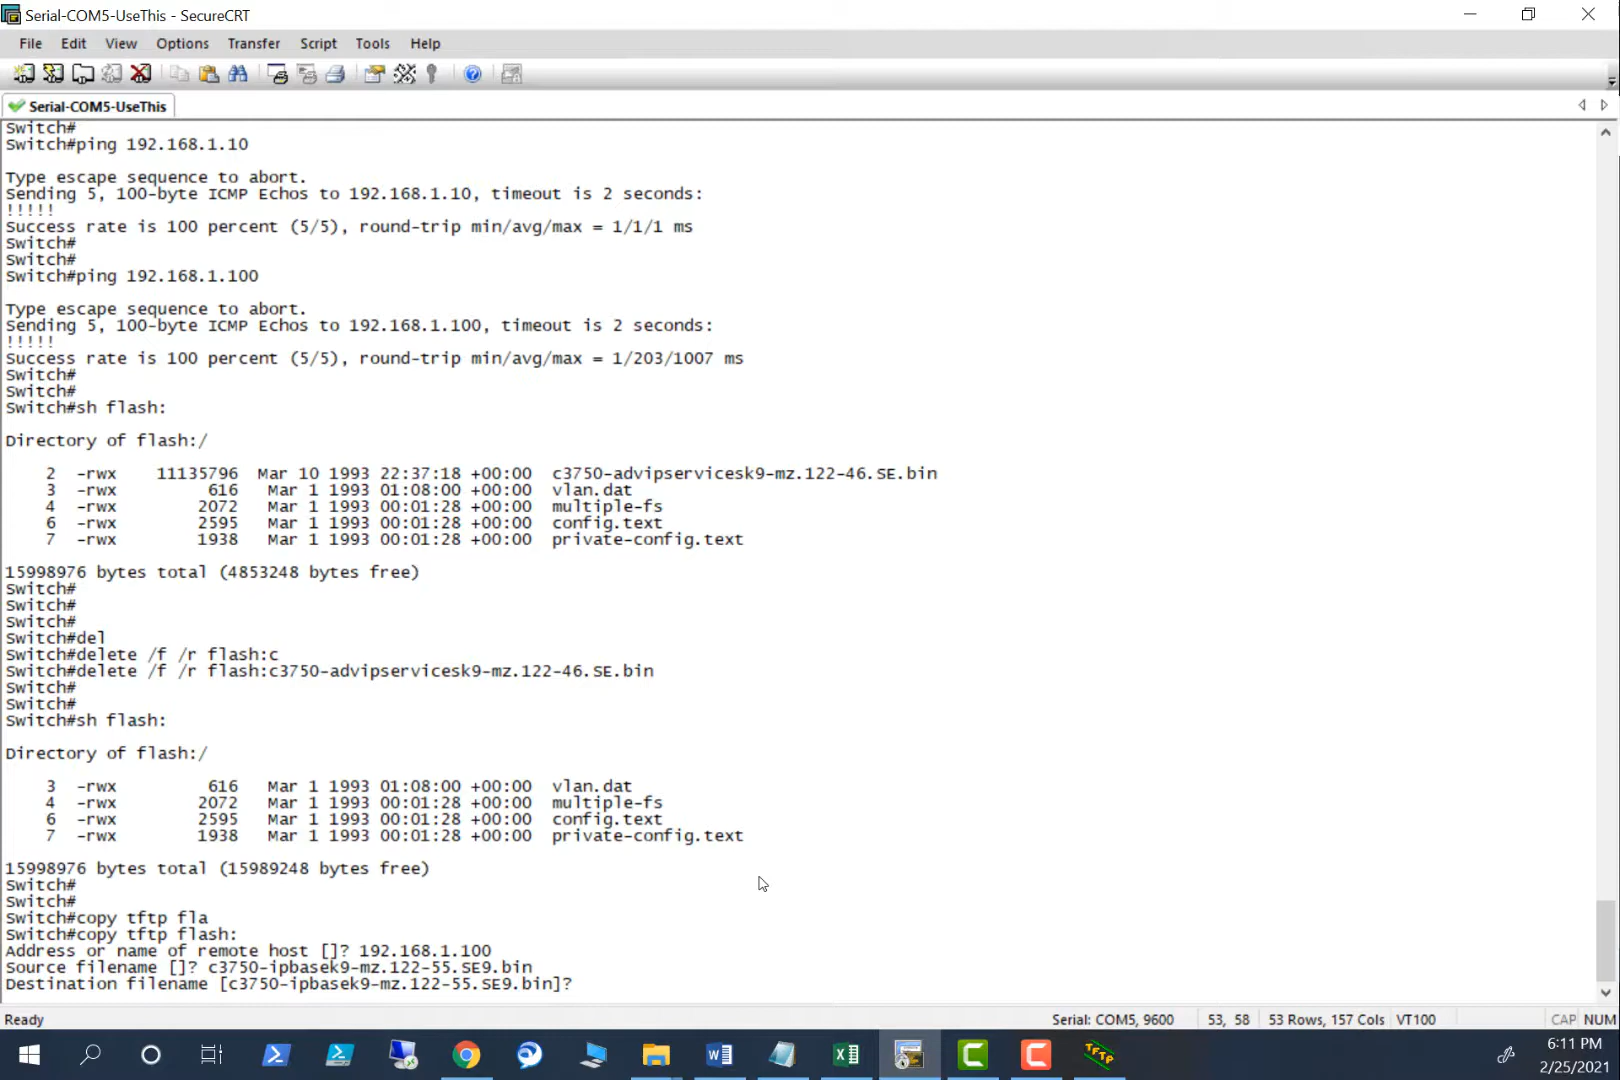 Serial-COM5-UseThis - SecureCRT
File Edit View Options Transfer Script Tools Help
Serial-COM5-UseThis
Switch#
Switch#ping 192.168.1.10
Type escape sequence to abort.
Sending 5, 100-byte ICMP Echos to 192.168.1.10, timeout is 2 seconds:
!!!!!
Success rate is 100 percent (5/5), round-trip min/avg/max = 1/1/1 ms
Switch#
Switch#
Switch#ping 192.168.1.100
Type escape sequence to abort.
Sending 5, 100-byte ICMP Echos to 192.168.1.100, timeout is 2 seconds:
!!!!!
Success rate is 100 percent (5/5), round-trip min/avg/max = 1/203/1007 ms
Switch#
Switch#
Switch#sh flash:
Directory of flash:/
2 -rwx 11135796 Mar 10 1993 22:37:18 +00:00 c3750-advipservicesk9-mz.122-46.SE.bin
3 -rwx 616 Mar 1 1993 01:08:00 +00:00 vlan.dat
4 -rwx 2072 Mar 1 1993 00:01:28 +00:00 multiple-fs
6 -rwx 2595 Mar 1 1993 00:01:28 +00:00 config.text
7 -rwx 1938 Mar 1 1993 00:01:28 +00:00 private-config.text
15998976 bytes total (4853248 bytes free)
Switch#
Switch#
Switch#
Switch#del
Switch#delete /f /r flash:c
Switch#delete /f /r flash:c3750-advipservicesk9-mz.122-46.SE.bin
Switch#
Switch#
Switch#sh flash:
Directory of flash:/
3 -rwx 616 Mar 1 1993 01:08:00 +00:00 vlan.dat
4 -rwx 2072 Mar 1 1993 00:01:28 +00:00 multiple-fs
6 -rwx 2595 Mar 1 1993 00:01:28 +00:00 config.text
7 -rwx 1938 Mar 1 1993 00:01:28 +00:00 private-config.text
15998976 bytes total (15989248 bytes free)
Switch#
Switch#
Switch#copy tftp fla
Switch#copy tftp flash:
Address or name of remote host []? 192.168.1.100
Source filename []? c3750-ipbasek9-mz.122-55.SE9.bin
Destination filename [c3750-ipbasek9-mz.122-55.SE9.bin]?
Ready Serial: COM5, 9600 53, 58 53 Rows, 157 Cols VT100 CAP NUM
TFTP
6:11 PM
2/25/2021